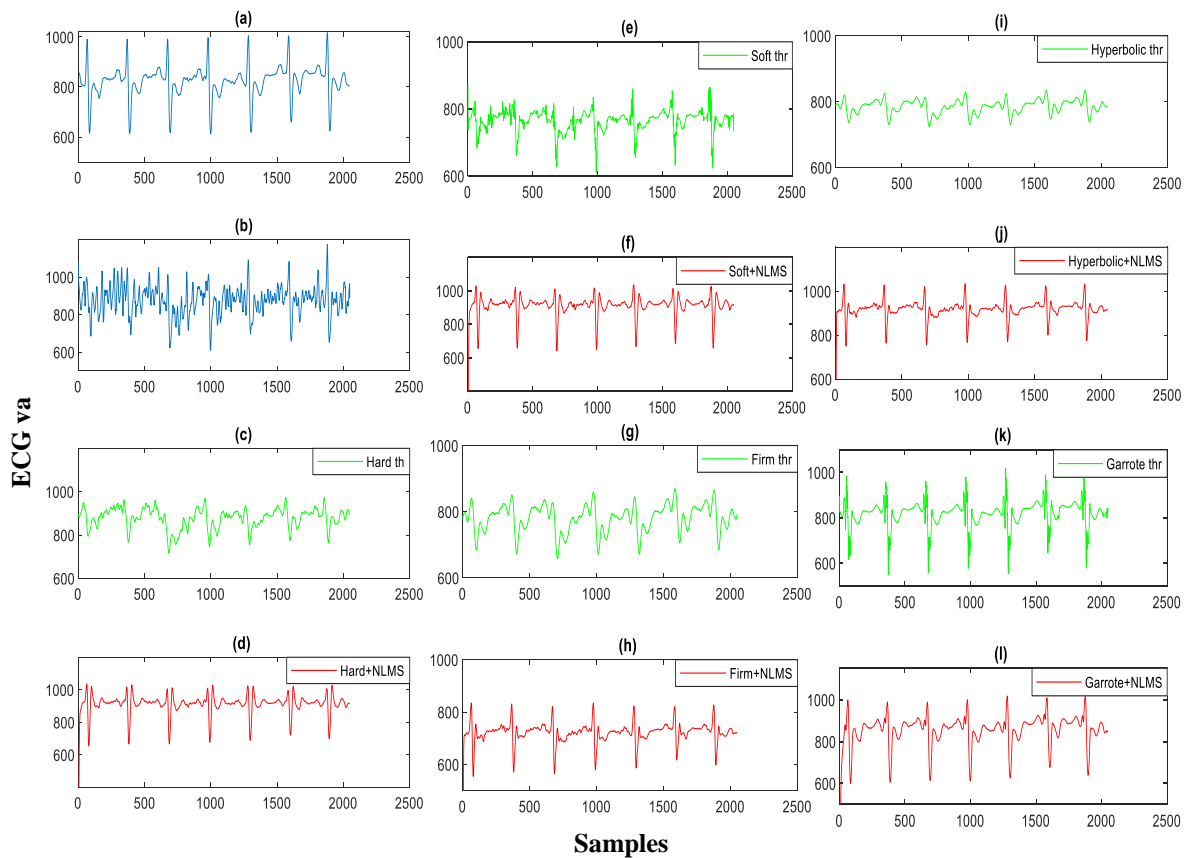 (a)
1000
800
600
0 500 1000 1500 2000 2500
(b)
1000
800
600
0 500 1000 1500 2000 2500
(c)
Hard th
1000
800
600
0 500 1000 1500 2000 2500
(d)
Hard+NLMS
1000
800
600
0 500 1000 1500 2000 2500
(e)
Soft thr
1000
800
600
0 500 1000 1500 2000 2500
(f)
Soft+NLMS
1000
800
600
0 500 1000 1500 2000 2500
(g)
Firm thr
1000
800
600
0 500 1000 1500 2000 2500
(h)
Firm+NLMS
1000
800
600
0 500 1000 1500 2000 2500
(i)
Hyperbolic thr
1000
800
600
0 500 1000 1500 2000 2500
(j)
Hyperbolic+NLMS
1000
800
600
0 500 1000 1500 2000 2500
(k)
Garrote thr
1000
800
600
0 500 1000 1500 2000 2500
(l)
Garrote+NLMS
1000
800
600
0 500 1000 1500 2000 2500
ECG va
Samples